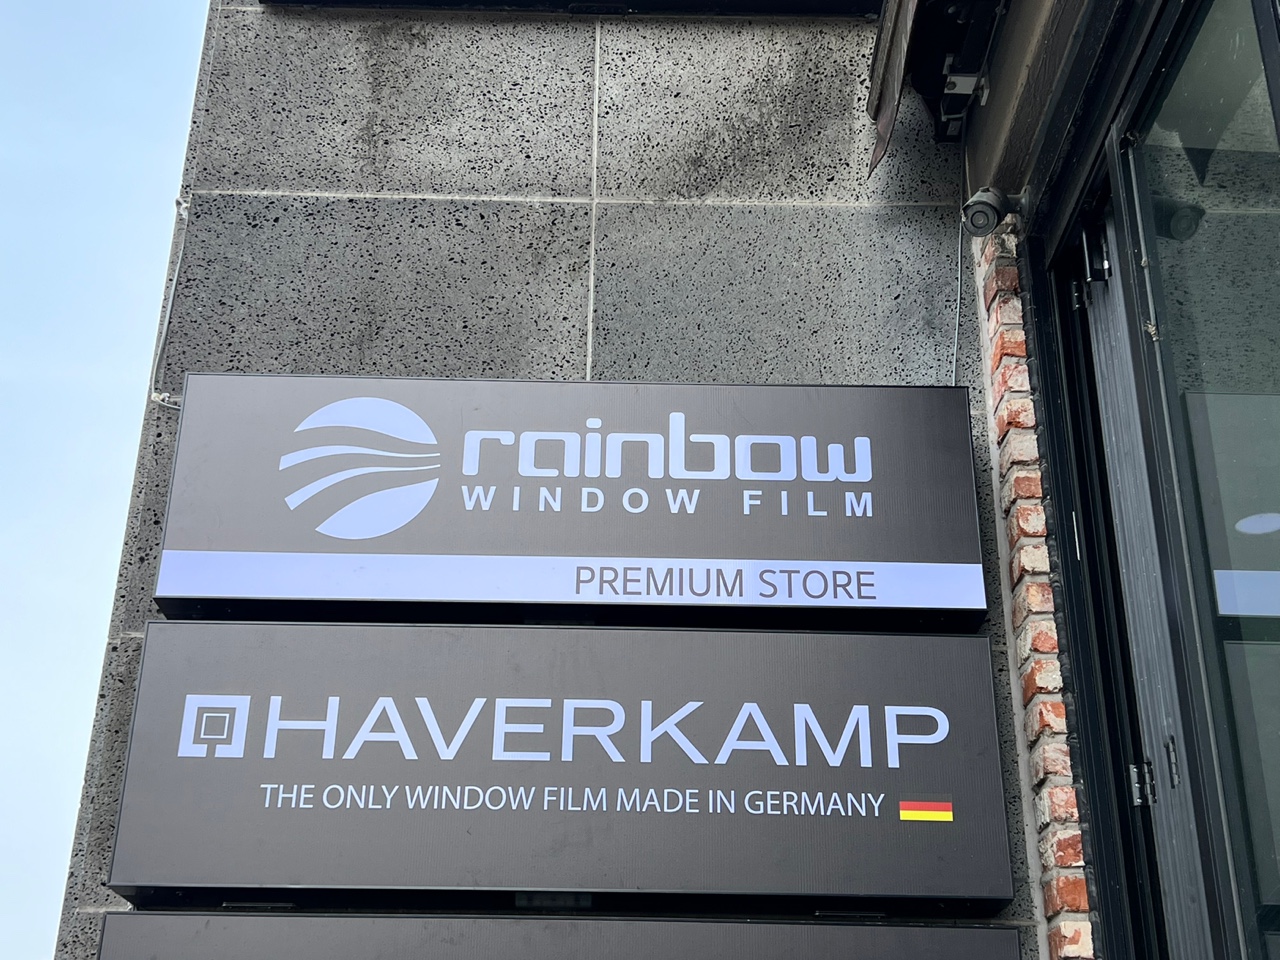 rainbow
WINDOW FILM
PREMIUM STORE
HAVERKAMP
THE ONLY WINDOW FILM MADE IN GERMANY